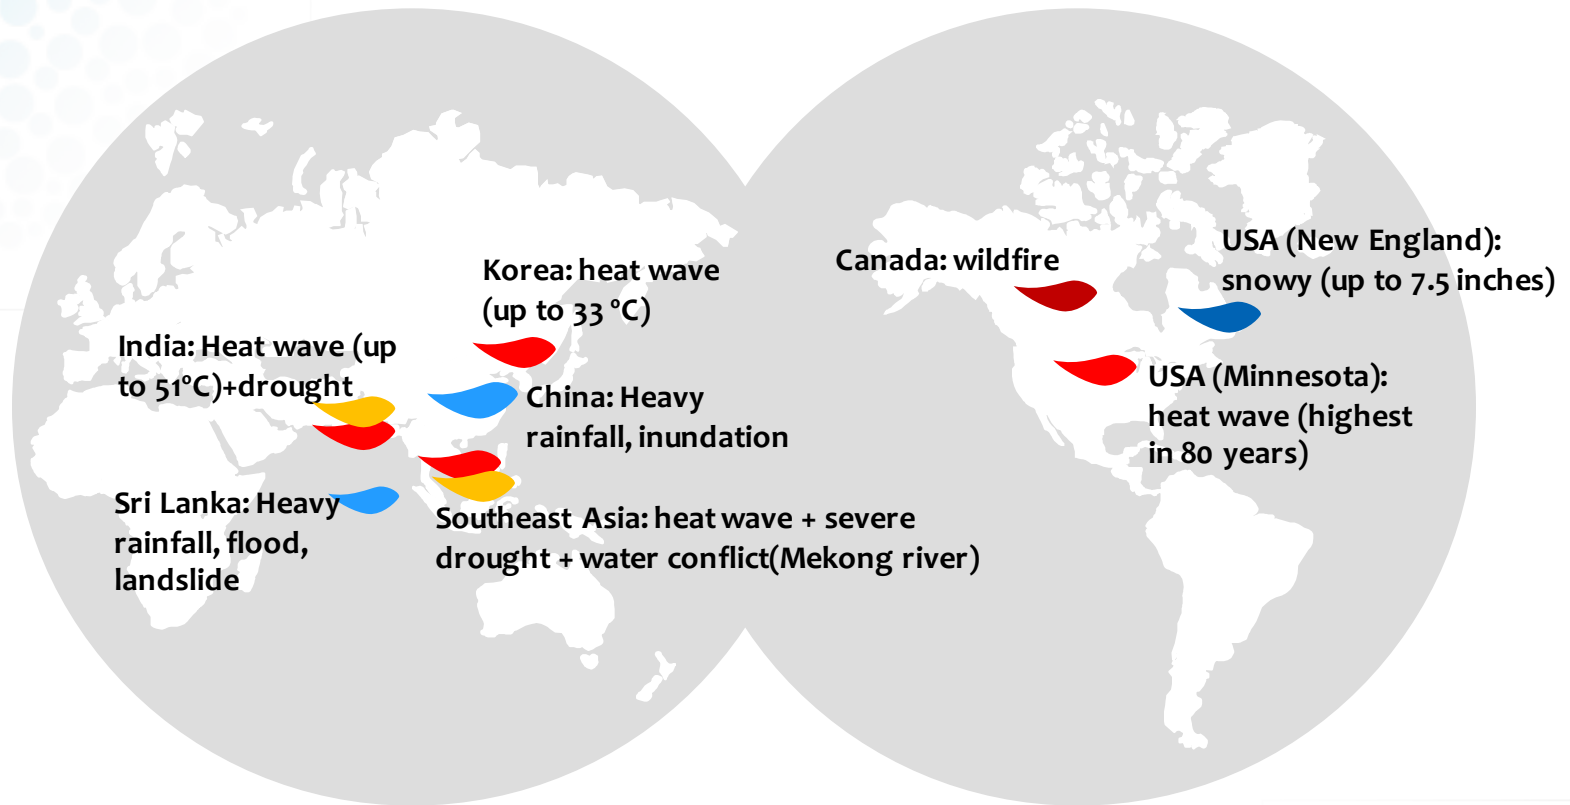 Korea: heat wave
(up to 33 °C)
India: Heat wave (up
to 51°C)+drought
China: Heavy
rainfall, inundation
Sri Lanka: Heavy
rainfall, flood,
landslide
Southeast Asia: heat wave + severe
drought + water conflict(Mekong river)
Canada: wildfire
USA (New England):
snowy (up to 7.5 inches)
USA (Minnesota):
heat wave (highest
in 80 years)